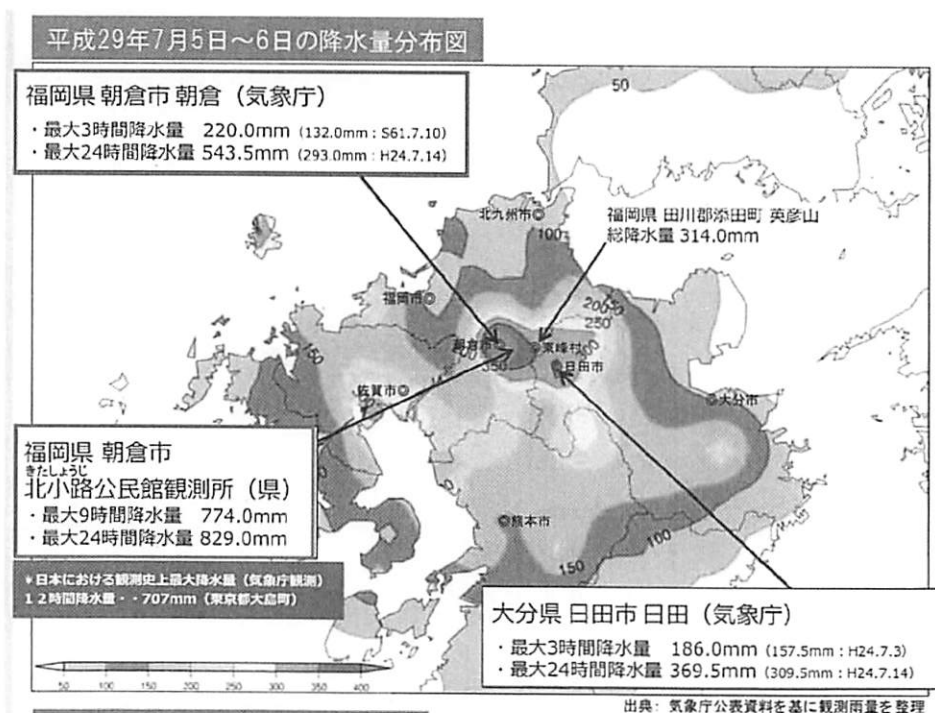 平成29年7月5日～6日の降水量分布図
福岡県 朝倉市 朝倉（気象庁）
・最大3時間降水量 220.0mm (132.0mm：S61.7.10)
・最大24時間降水量 543.5mm (293.0mm：H24.7.14)
50
北九州市◎
100
福岡県 田川郡添田町 英彦山
総降水量 314.0mm
福岡市◎
200
250
朝倉市◎
東峰村
350
日田市
150
佐賀市◎
大分市
福岡県 朝倉市
きたしょうじ
北小路公民館観測所（県）
・最大9時間降水量 774.0mm
・最大24時間降水量 829.0mm
熊本市
100
150
*日本における観測史上最大降水量（気象庁観測）
１２時間降水量・・707mm（東京都大島町）
大分県 日田市 日田（気象庁）
・最大3時間降水量 186.0mm (157.5mm：H24.7.3)
・最大24時間降水量 369.5mm (309.5mm：H24.7.14)
50 100 150 200 250 300 350 400
出典：気象庁公表資料を基に観測雨量を整理